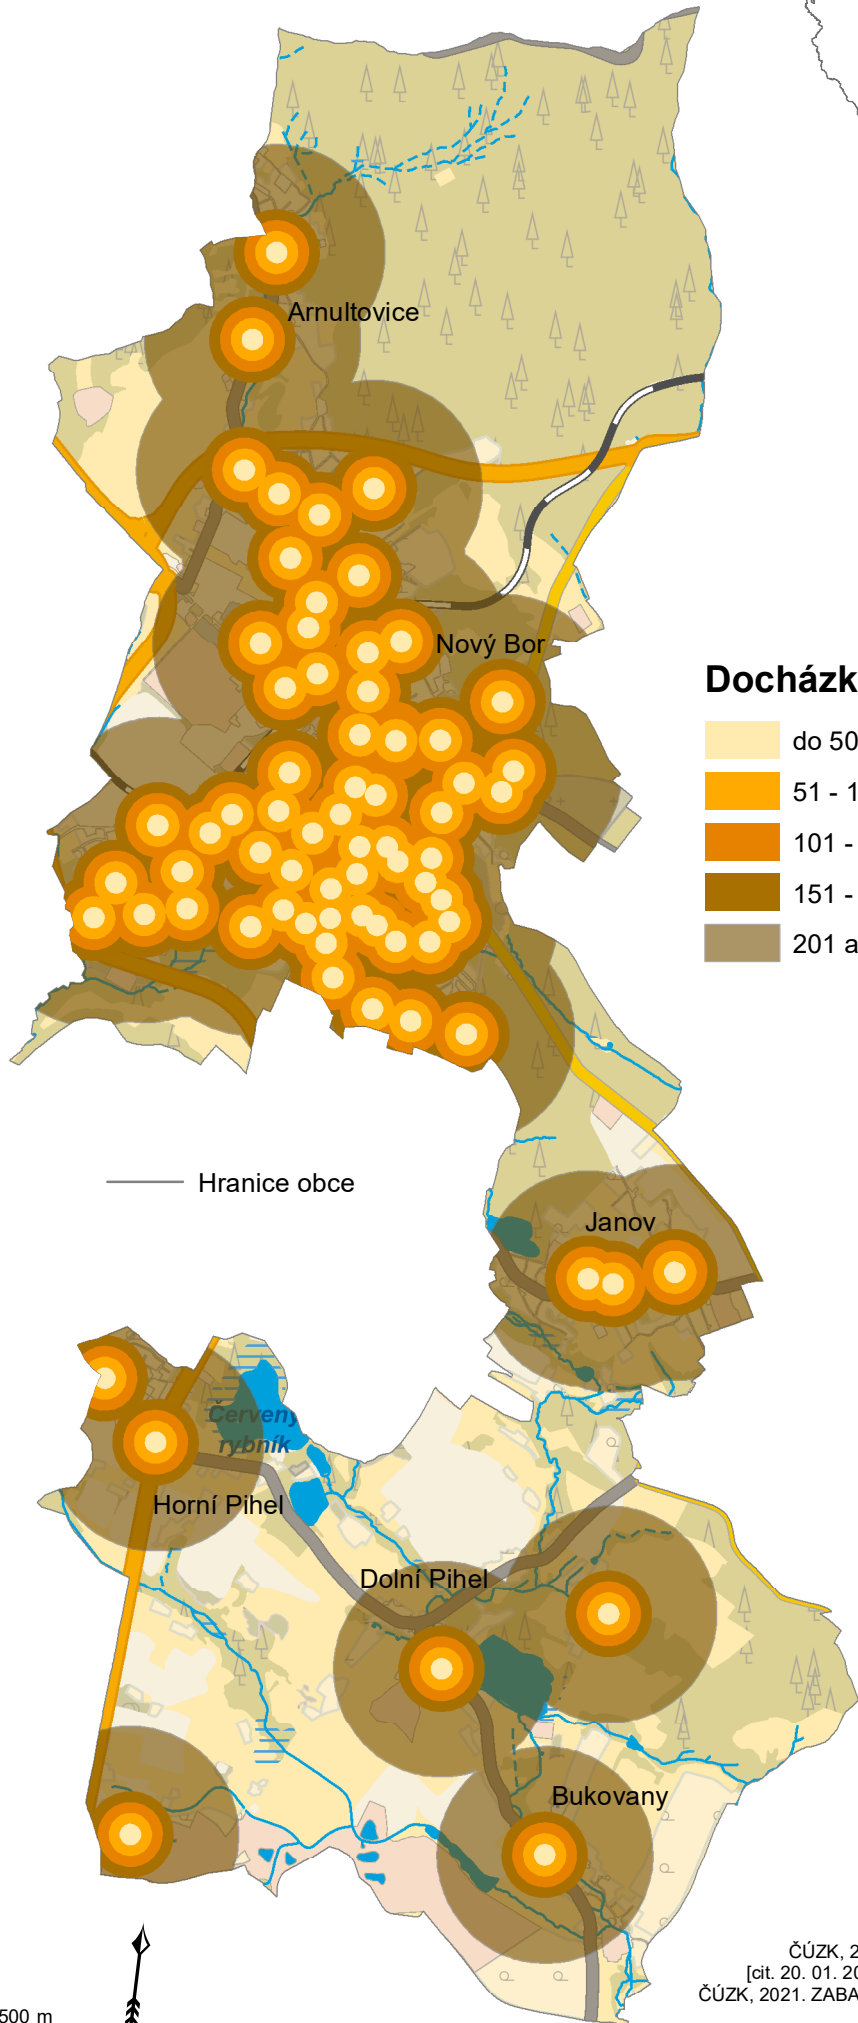 Arnultovice
Nový Bor
Docházk
do 50
51 - 1
101 -
151 -
201 a
Hranice obce
Janov
Červený
rybník
Horní Pihel
Dolní Pihel
Bukovany
ČÚZK, 2
[cit. 20. 01. 20
ČÚZK, 2021. ZABA
500 m